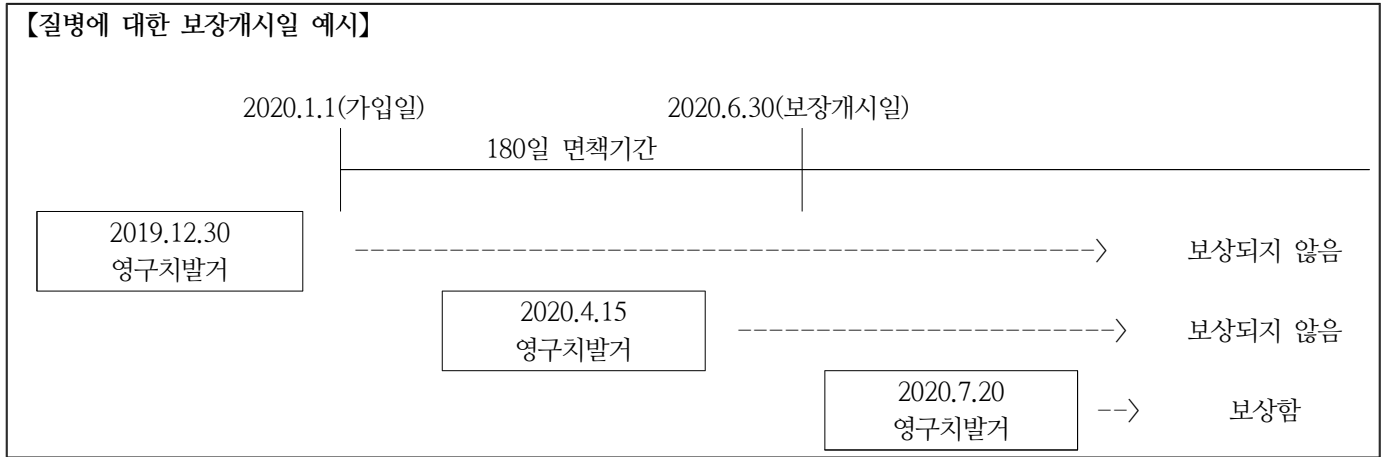 【질병에 대한 보장개시일 예시】
2020.1.1(가입일) 2020.6.30(보장개시일)
180일 면책기간
2019.12.30
영구치발거
보상되지 않음
2020.4.15
영구치발거
보상되지 않음
2020.7.20
영구치발거
보상함